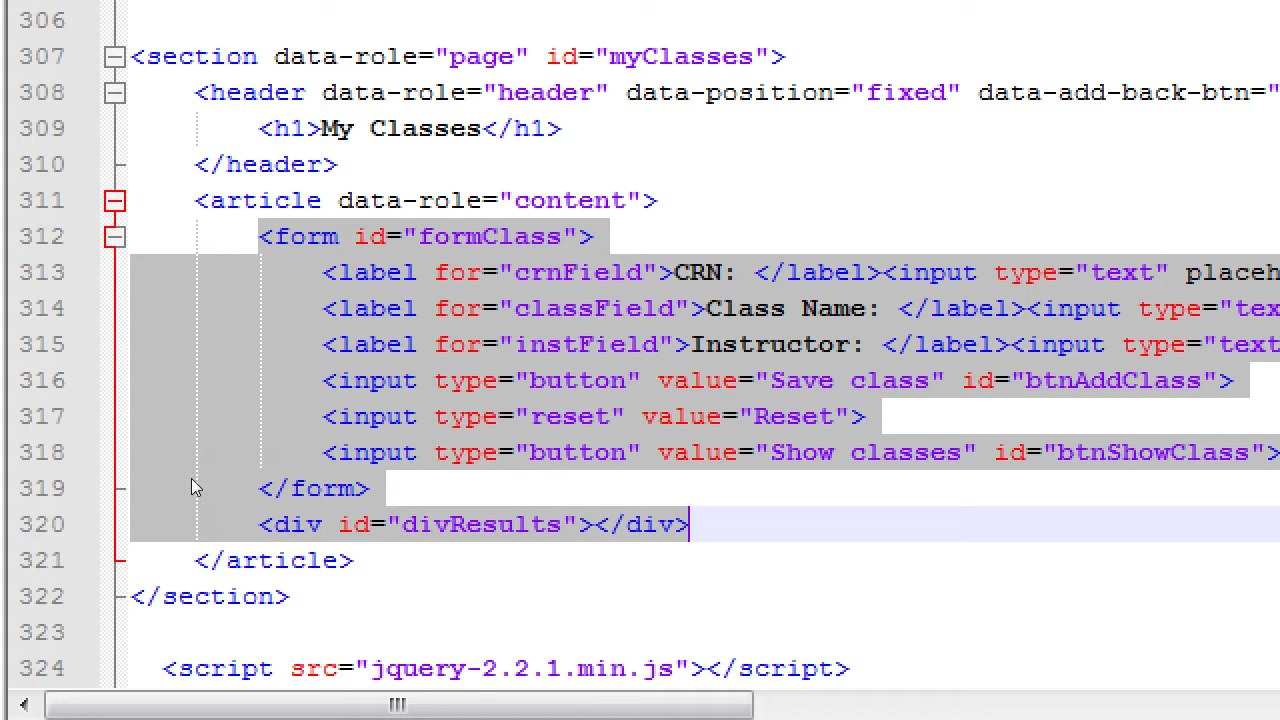 306
307 <section data-role="page" id="myClasses">
308 <header data-role="header" data-position="fixed" data-add-back-btn="
309 <h1>My Classes</h1>
310 </header>
311 <article data-role="content">
312 <form id="formClass">
313 <label for="crnField">CRN: </label><input type="text" placeh
314 <label for="classField">Class Name: </label><input type="tex
315 <label for="instField">Instructor: </label><input type="text
316 <input type="button" value="Save class" id="btnAddClass">
317 <input type="reset" value="Reset">
318 <input type="button" value="Show classes" id="btnShowClass">
319 </form>
320 <div id="divResults"></div>
321 </article>
322 </section>
323
324 <script src="jquery-2.2.1.min.js"></script>